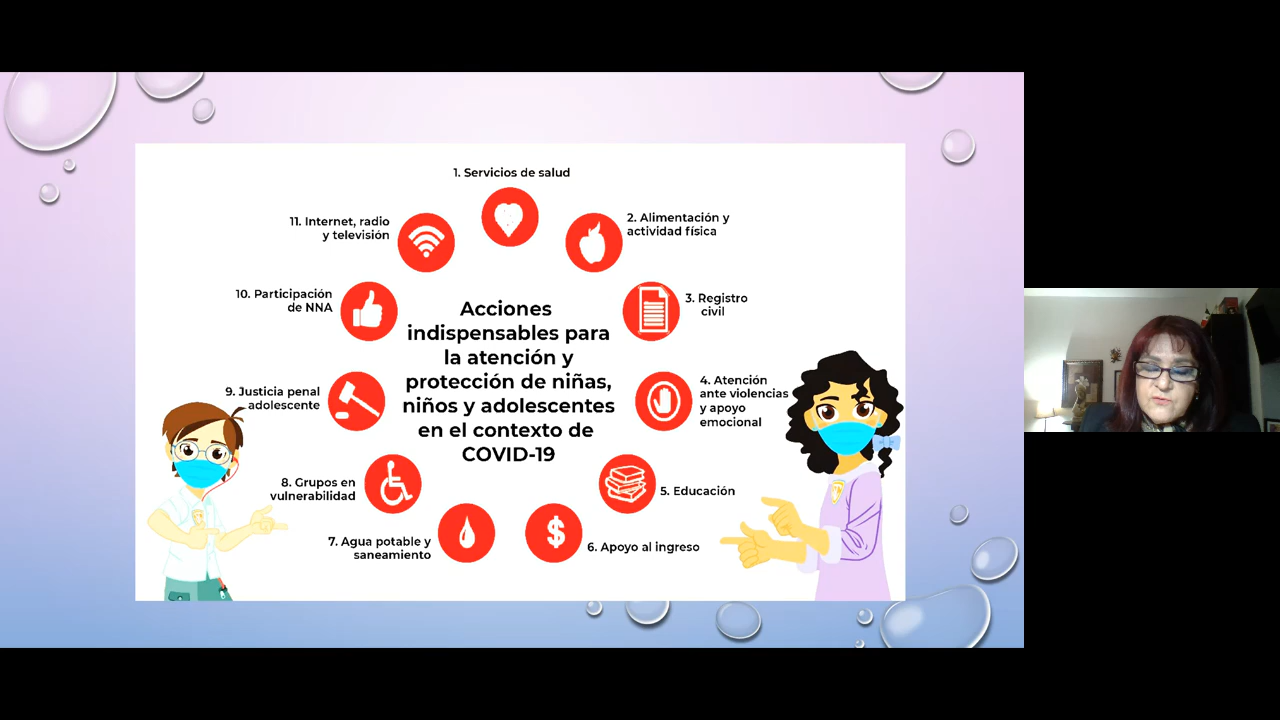 1. Servicios de salud
2. Alimentación y
actividad física
3. Registro
civil
4. Atención
ante violencias
y apoyo
emocional
5. Educación
6. Apoyo al ingreso
7. Agua potable y
saneamiento
8. Grupos en
vulnerabilidad
9. Justicia penal
adolescente
10. Participación
de NNA
11. Internet, radio
y televisión
Acciones
indispensables para
la atención y
protección de niñas,
niños y adolescentes
en el contexto de
COVID-19